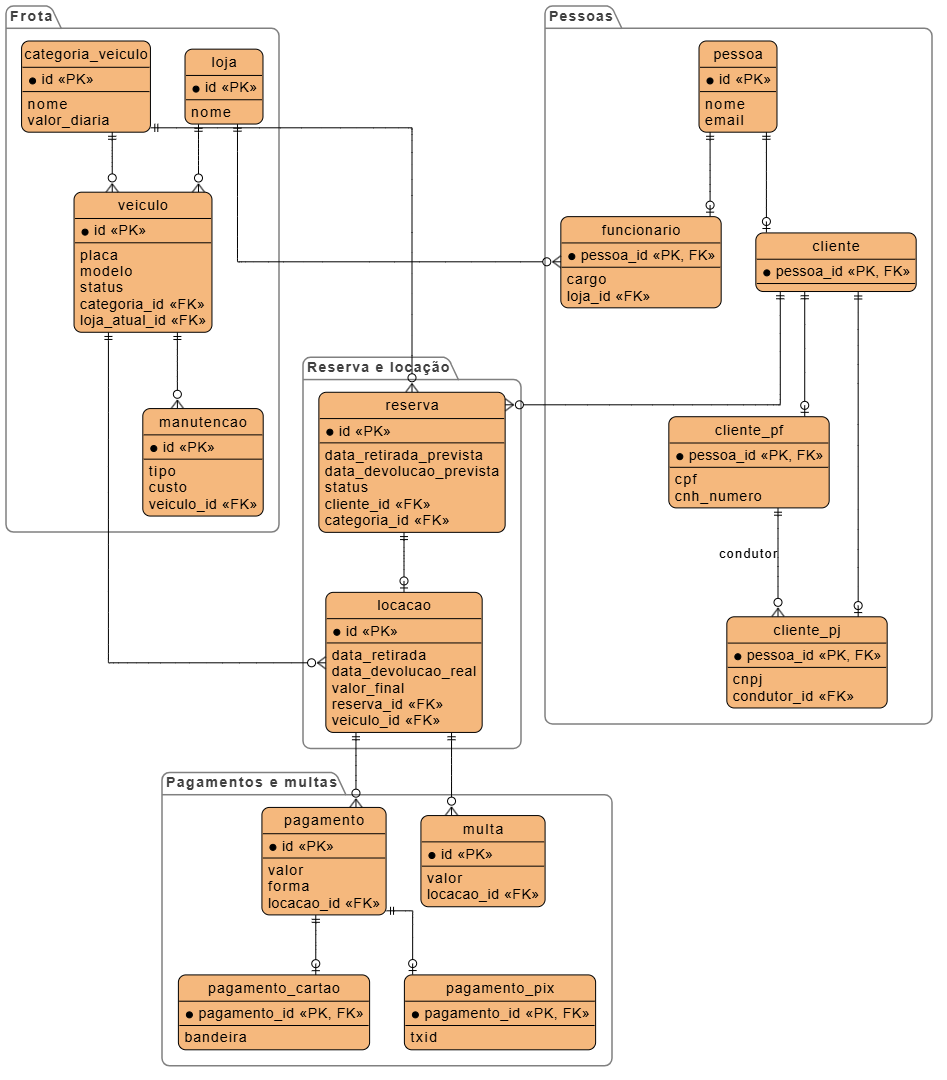 Frota
categoria_veiculo
● id «PK»
nome
valor_diaria
loja
● id «PK»
nome
veiculo
● id «PK»
placa
modelo
status
categoria_id «FK»
loja_atual_id «FK»
manutencao
● id «PK»
tipo
custo
veiculo_id «FK»
Pessoas
pessoa
● id «PK»
nome
email
funcionario
● pessoa_id «PK, FK»
cargo
loja_id «FK»
cliente
● pessoa_id «PK, FK»
cliente_pf
● pessoa_id «PK, FK»
cpf
cnh_numero
condutor
cliente_pj
● pessoa_id «PK, FK»
cnpj
condutor_id «FK»
Reserva e locação
reserva
● id «PK»
data_retirada_prevista
data_devolucao_prevista
status
cliente_id «FK»
categoria_id «FK»
locacao
● id «PK»
data_retirada
data_devolucao_real
valor_final
reserva_id «FK»
veiculo_id «FK»
Pagamentos e multas
pagamento
● id «PK»
valor
forma
locacao_id «FK»
multa
● id «PK»
valor
locacao_id «FK»
pagamento_cartao
● pagamento_id «PK, FK»
bandeira
pagamento_pix
● pagamento_id «PK, FK»
txid